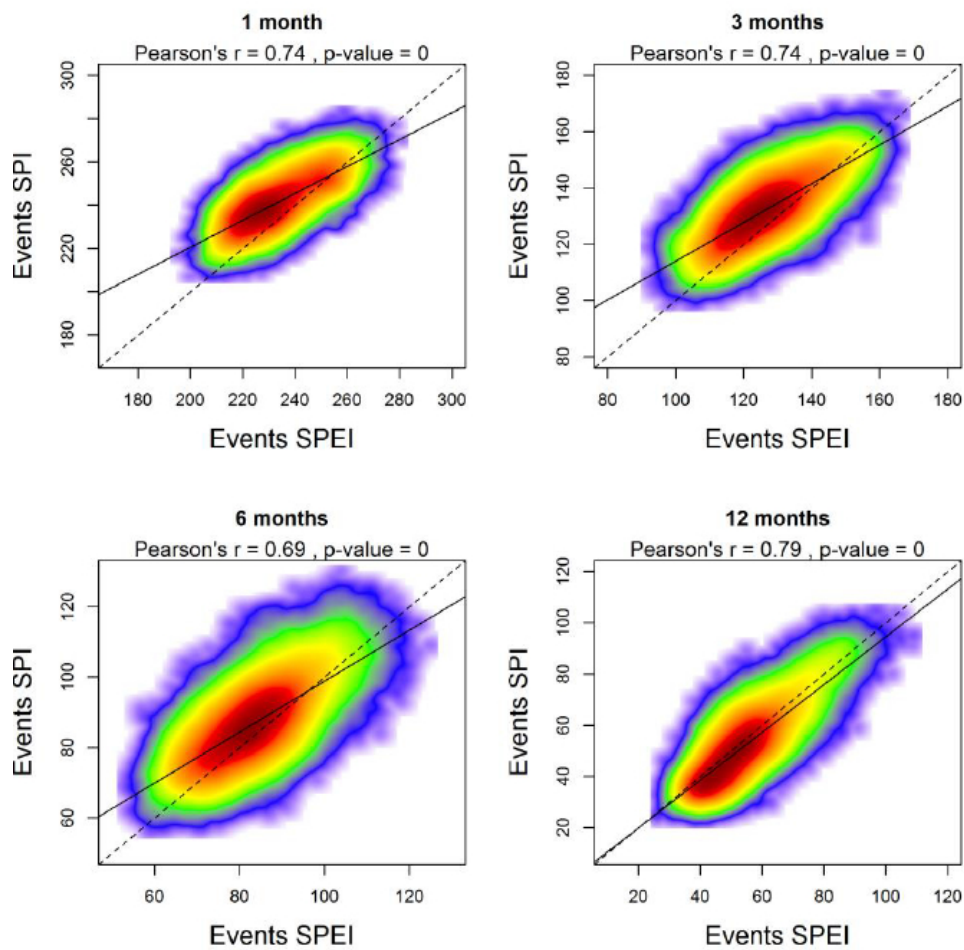 1 month
Pearson's r = 0.74 , p-value = 0
300
260
220
180
Events SPI
180 200 220 240 260 280 300
Events SPEI
3 months
Pearson's r = 0.74 , p-value = 0
180
160
140
120
100
80
Events SPI
80 100 120 140 160 180
Events SPEI
6 months
Pearson's r = 0.69 , p-value = 0
120
100
80
60
Events SPI
60 80 100 120
Events SPEI
12 months
Pearson's r = 0.79 , p-value = 0
120
100
80
60
40
20
Events SPI
20 40 60 80 100 120
Events SPEI